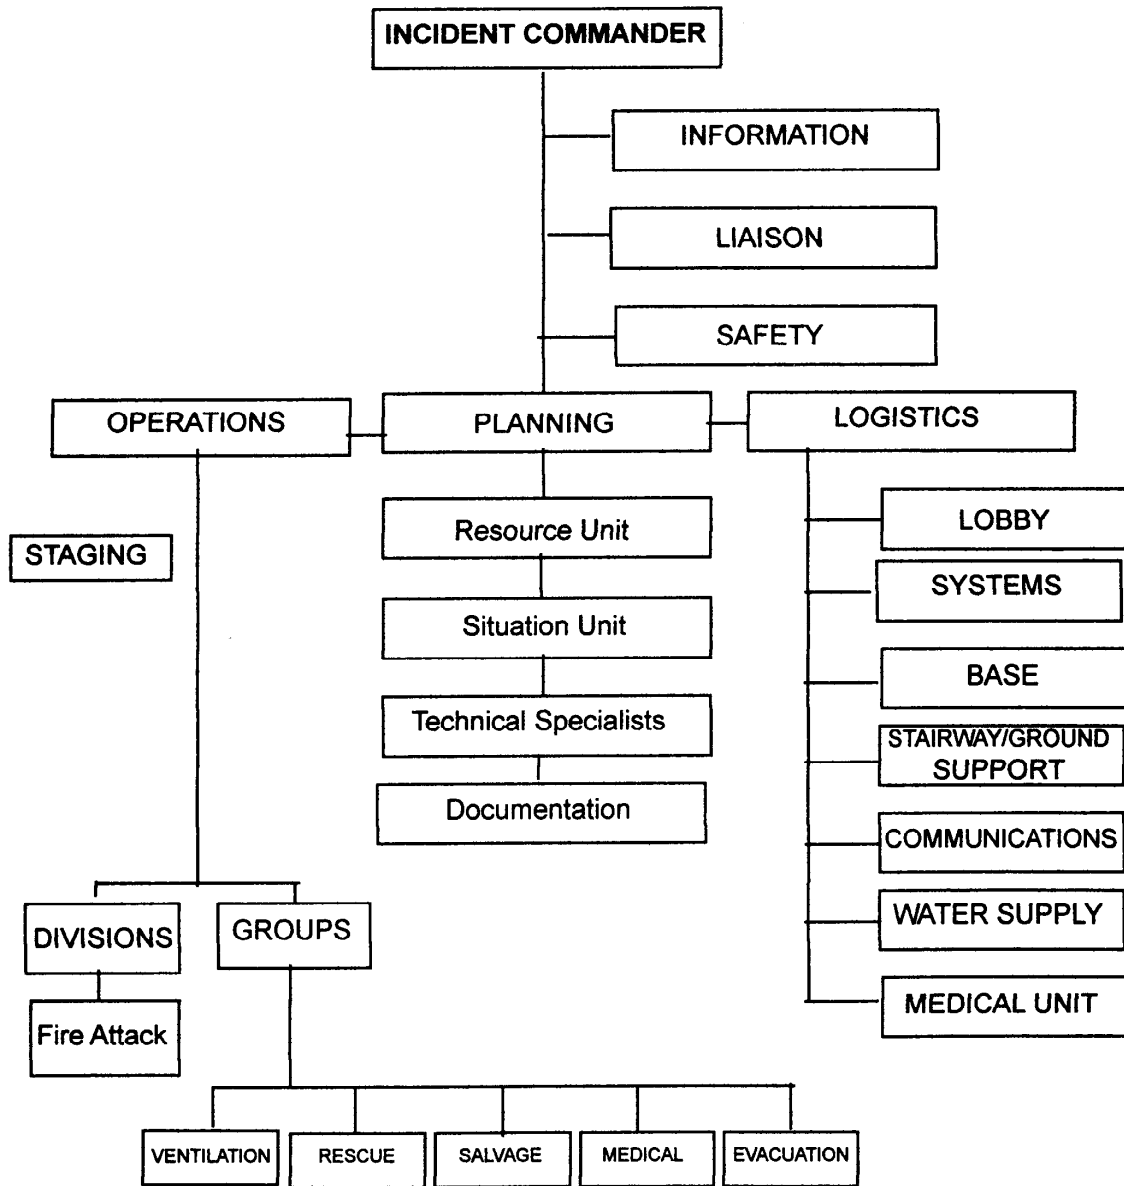 INCIDENT COMMANDER
INFORMATION
LIAISON
SAFETY
OPERATIONS
PLANNING
LOGISTICS
STAGING
Resource Unit
Situation Unit
Technical Specialists
Documentation
LOBBY
SYSTEMS
BASE
STAIRWAY/GROUND
SUPPORT
COMMUNICATIONS
WATER SUPPLY
MEDICAL UNIT
DIVISIONS
GROUPS
Fire Attack
VENTILATION
RESCUE
SALVAGE
MEDICAL
EVACUATION